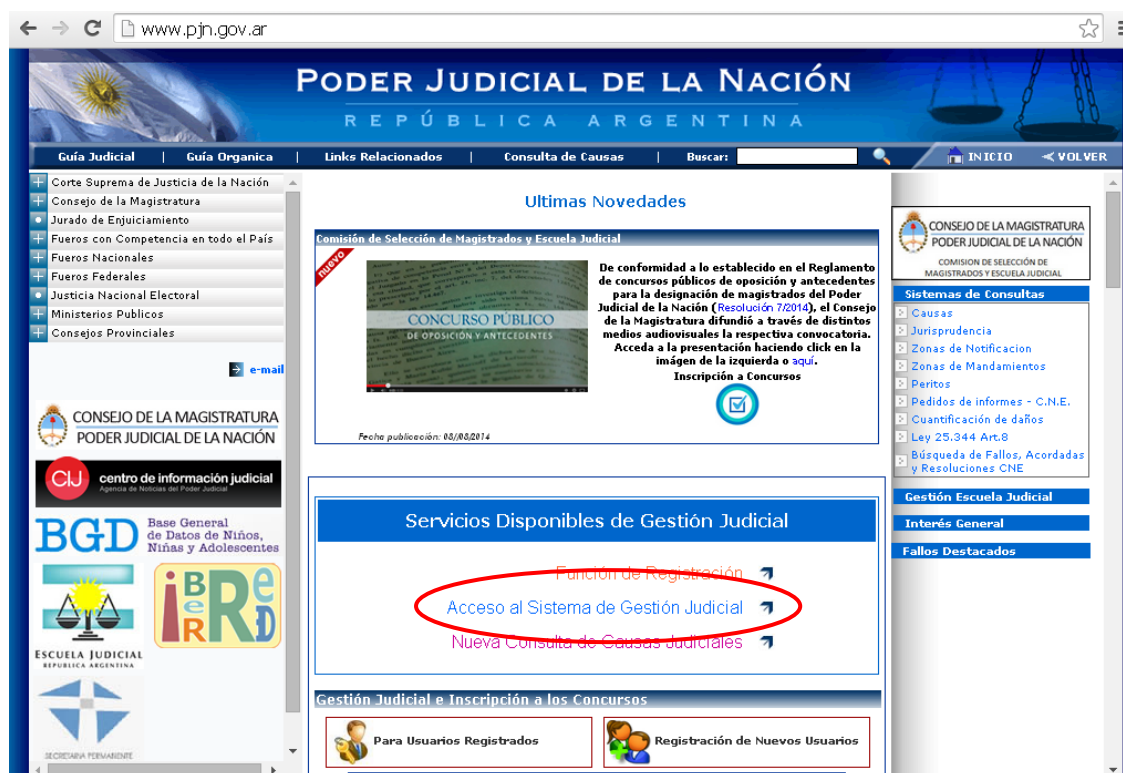 www.pjn.gov.ar
PODER JUDICIAL DE LA NACIÓN
REPÚBLICA ARGENTINA
Guía Judicial | Guía Organica | Links Relacionados | Consulta de Causas | Buscar:
INICIO
VOLVER
Corte Suprema de Justicia de la Nación
Consejo de la Magistratura
Jurado de Enjuiciamiento
Fueros con Competencia en todo el País
Fueros Nacionales
Fueros Federales
Justicia Nacional Electoral
Ministerios Publicos
Consejos Provinciales
e-mail
CONSEJO DE LA MAGISTRATURA
PODER JUDICIAL DE LA NACIÓN
CIJ
centro de información judicial
Agencia de Noticias del Poder Judicial
BGD
Base General
de Datos de Niños,
Niñas y Adolescentes
iBeRRed
ESCUELA JUDICIAL
REPUBLICA ARGENTINA
SECRETARIA PERMANENTE
Ultimas Novedades
Comisión de Selección de Magistrados y Escuela Judicial
nuevo
CONCURSO PÚBLICO
DE OPOSICIÓN Y ANTECEDENTES
De conformidad a lo establecido en el Reglamento
de concursos públicos de oposición y antecedentes
para la designación de magistrados del Poder
Judicial de la Nación (Resolución 7/2014), el Consejo
de la Magistratura difundió a través de distintos
medios audiovisuales la respectiva convocatoria.
Acceda a la presentación haciendo click en la
imágen de la izquierda o aquí.
Inscripción a Concursos
Fecha publicación: 08//08/2014
Servicios Disponibles de Gestión Judicial
Función de Registración
Acceso al Sistema de Gestión Judicial
Nueva Consulta de Causas Judiciales
Gestión Judicial e Inscripción a los Concursos
Para Usuarios Registrados
Registración de Nuevos Usuarios
CONSEJO DE LA MAGISTRATURA
PODER JUDICIAL DE LA NACIÓN
COMISION DE SELECCIÓN DE
MAGISTRADOS Y ESCUELA JUDICIAL
Sistemas de Consultas
Causas
Jurisprudencia
Zonas de Notificacion
Zonas de Mandamientos
Peritos
Pedidos de informes - C.N.E.
Cuantificación de daños
Ley 25.344 Art.8
Búsqueda de Fallos, Acordadas
y Resoluciones CNE
Gestión Escuela Judicial
Interés General
Fallos Destacados